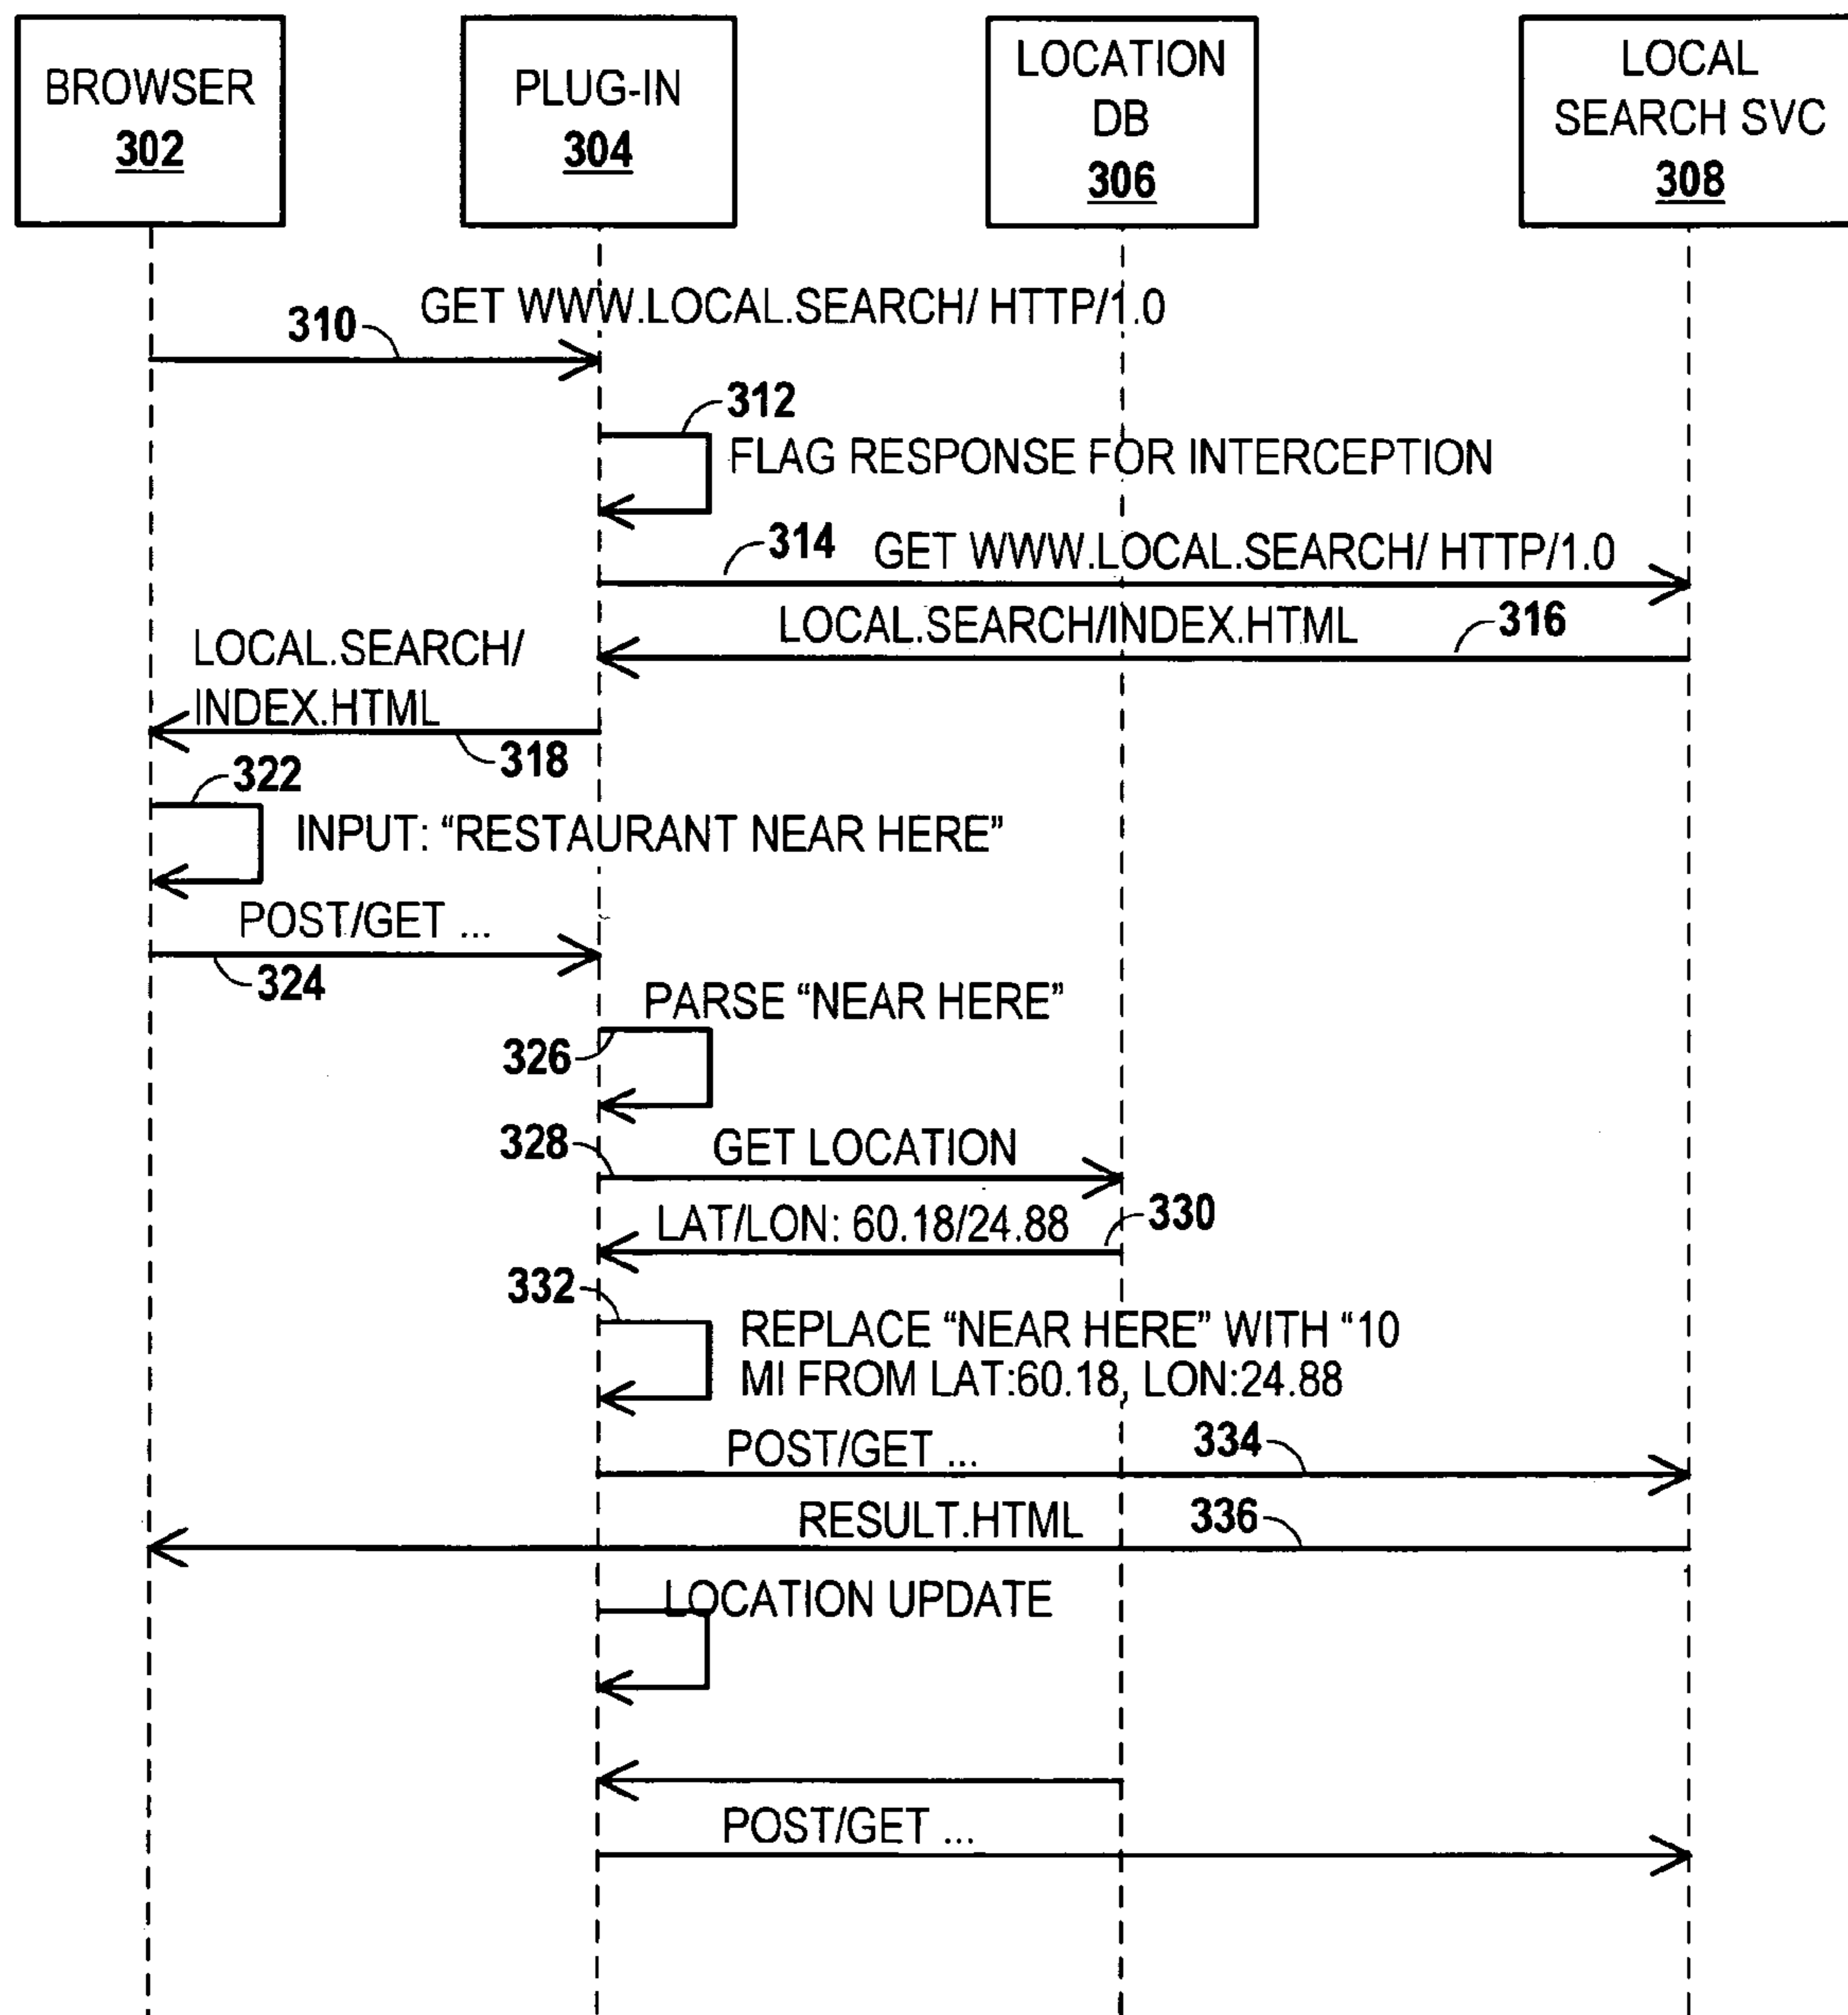 BROWSER
302
PLUG-IN
304
LOCATION
DB
306
LOCAL
SEARCH SVC
308
GET WWW.LOCAL.SEARCH/ HTTP/1.0
310
312
FLAG RESPONSE FOR INTERCEPTION
314
GET WWW.LOCAL.SEARCH/ HTTP/1.0
LOCAL.SEARCH/INDEX.HTML
316
LOCAL.SEARCH/
INDEX.HTML
318
322
INPUT: “RESTAURANT NEAR HERE”
POST/GET ...
324
PARSE “NEAR HERE”
326
328
GET LOCATION
LAT/LON: 60.18/24.88
330
332
REPLACE “NEAR HERE” WITH “10
MI FROM LAT:60.18, LON:24.88
POST/GET ...
334
RESULT.HTML
336
LOCATION UPDATE
POST/GET ...